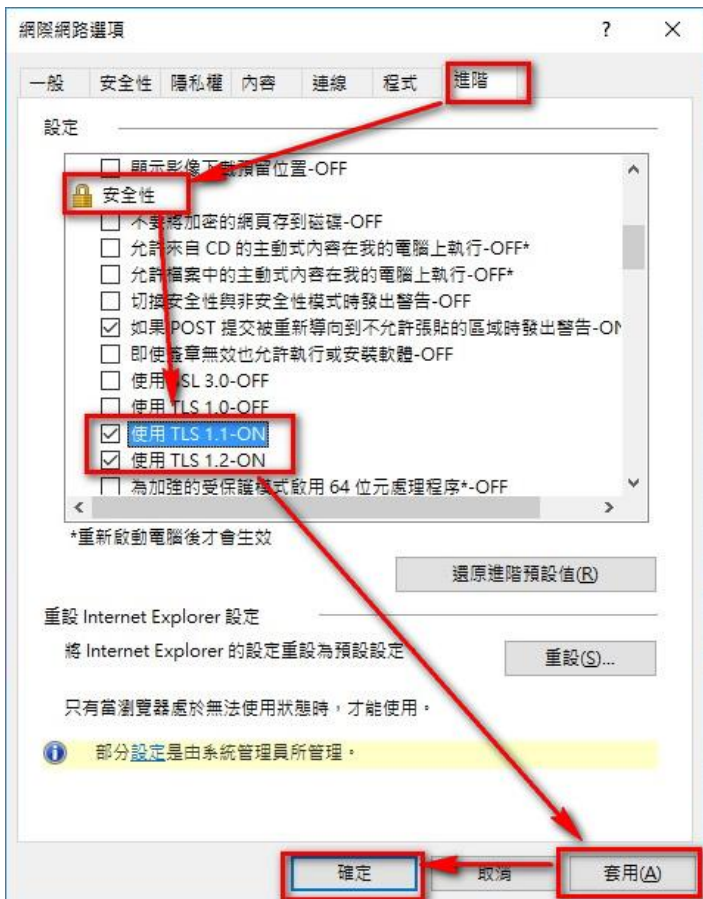 網際網路選項 ? ×
一般 安全性 隱私權 內容 連線 程式 進階
設定
顯示影像下載預留位置-OFF
安全性
不要將加密的網頁存到磁碟-OFF
允許來自 CD 的主動式內容在我的電腦上執行-OFF*
允許檔案中的主動式內容在我的電腦上執行-OFF*
切換安全性與非安全性模式時發出警告-OFF
如果 POST 提交被重新導向到不允許張貼的區域時發出警告-ON
即使簽章無效也允許執行或安裝軟體-OFF
使用 SSL 3.0-OFF
使用 TLS 1.0-OFF
使用 TLS 1.1-ON
使用 TLS 1.2-ON
為加強的受保護模式啟用 64 位元處理程序*-OFF
*重新啟動電腦後才會生效
還原進階預設值(R)
重設 Internet Explorer 設定
將 Internet Explorer 的設定重設為預設設定。
重設(S)...
只有當瀏覽器處於無法使用狀態時，才能使用。
部分設定是由系統管理員所管理。
確定 取消 套用(A)